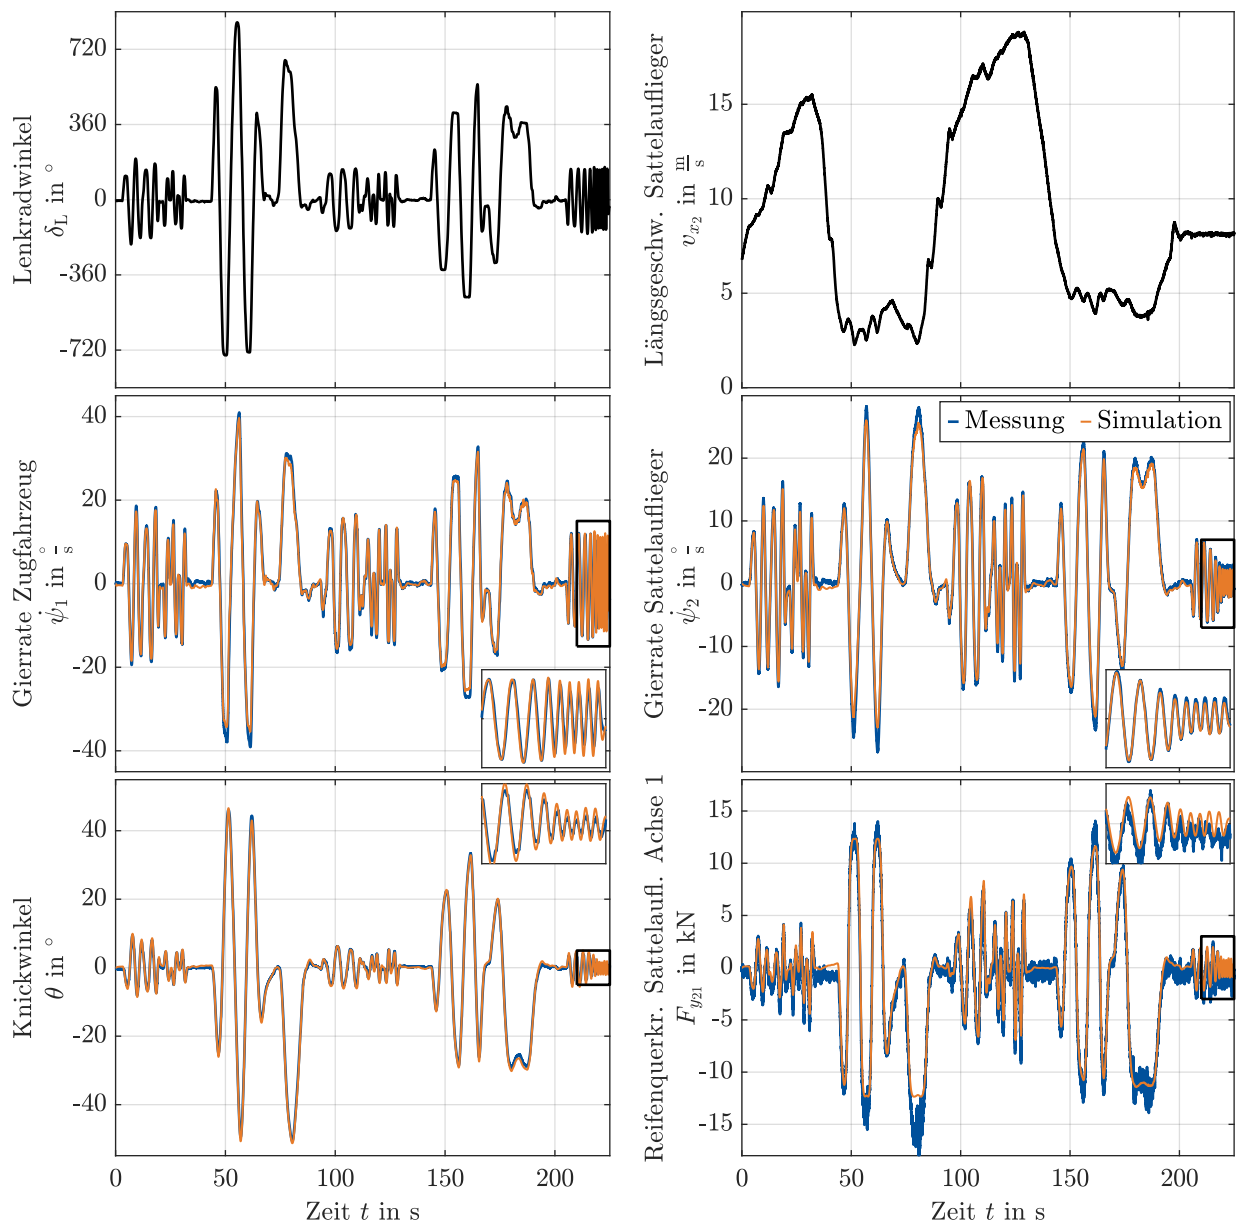 720
360
0
-360
-720
Lenkradwinkel
δL in °
15
10
5
0
Längsgeschw. Sattelauflieger
vx2 in m/s
40
20
0
-20
-40
Gierrate Zugfahrzeug
ψ̇1 in °/s
Messung
Simulation
20
10
0
-10
-20
Gierrate Sattelauflieger
ψ̇2 in °/s
40
20
0
-20
-40
Knickwinkel
θ in °
0
50
100
150
200
Zeit t in s
15
10
5
0
-5
-10
-15
Reifenquerkr. Sattelaufl. Achse 1
Fy21 in kN
0
50
100
150
200
Zeit t in s